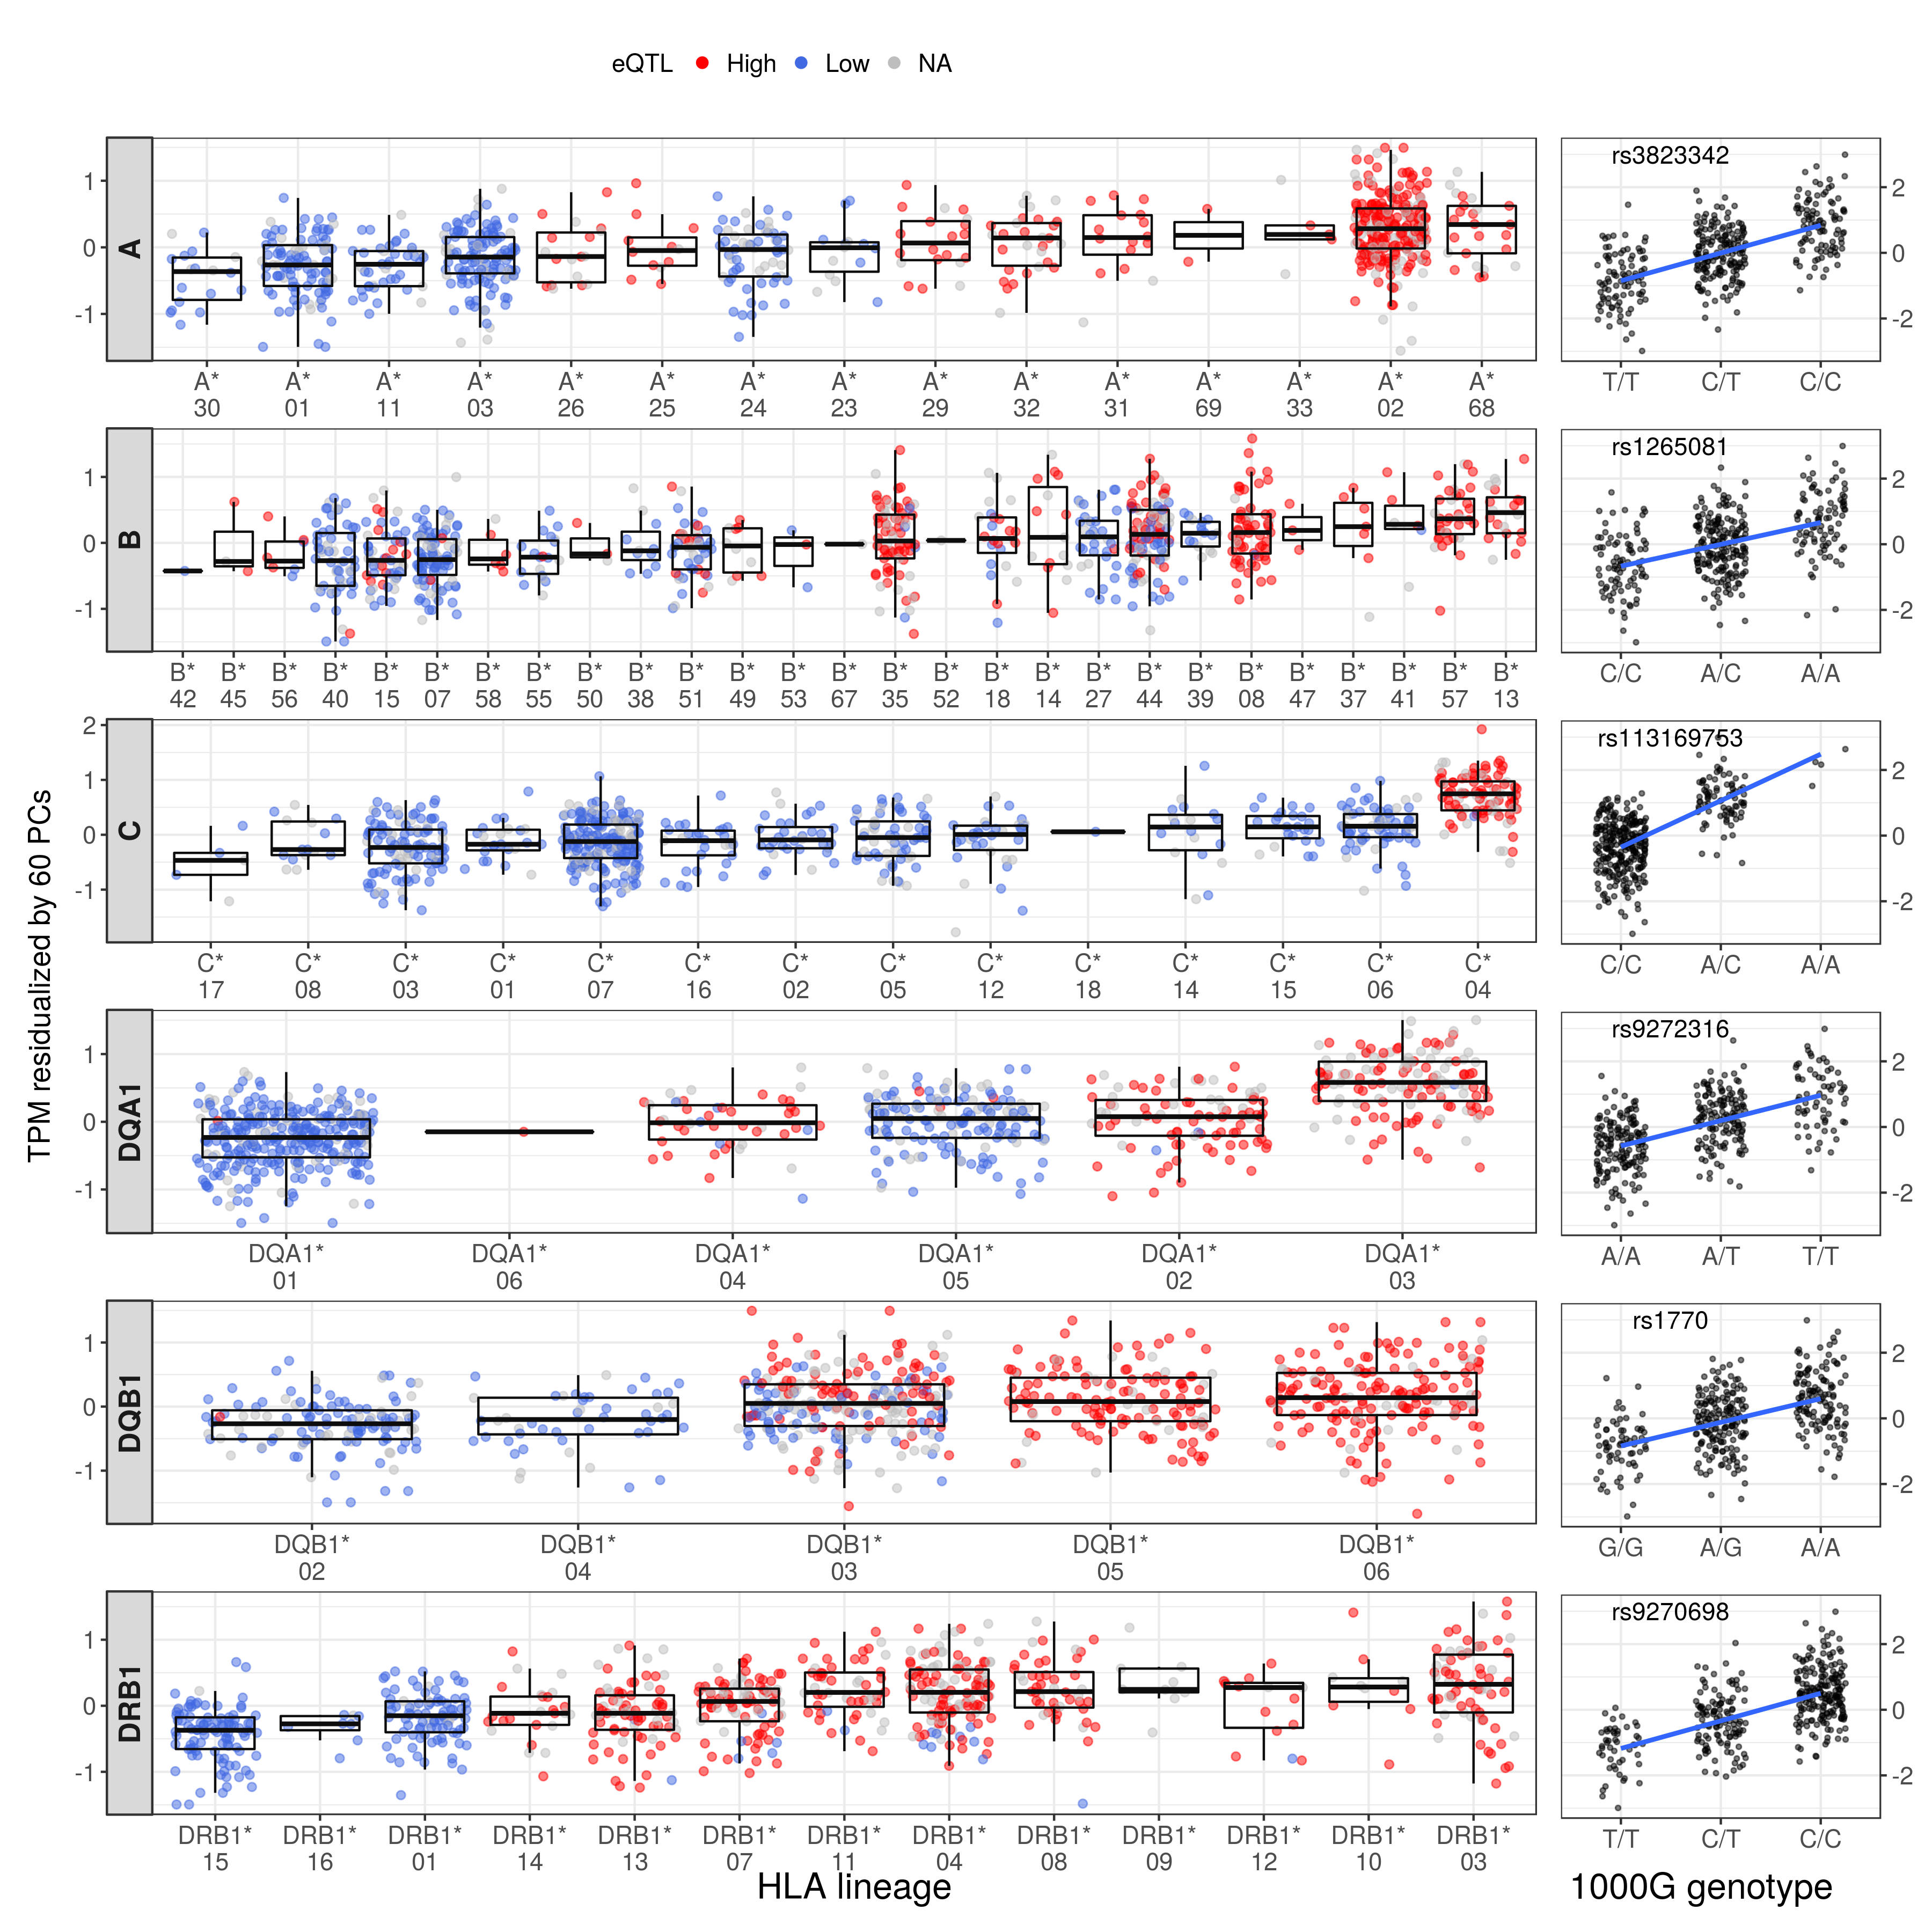 eQTL High Low NA
TPM residualized by 60 PCs
A
1
0
-1
A* A* A* A* A* A* A* A* A* A* A* A* A* A* A*
30 01 11 03 26 25 24 23 29 32 31 69 33 02 68
rs3823342
2
0
-2
T/T C/T C/C
B
1
0
-1
B* B* B* B* B* B* B* B* B* B* B* B* B* B* B* B* B* B* B* B* B* B* B* B* B* B* B*
42 45 56 40 15 07 58 55 50 38 51 49 53 67 35 52 18 14 27 44 39 08 47 37 41 57 13
rs1265081
2
0
-2
C/C A/C A/A
C
2
1
0
-1
C* C* C* C* C* C* C* C* C* C* C* C* C* C*
17 08 03 01 07 16 02 05 12 18 14 15 06 04
rs113169753
2
0
-2
C/C A/C A/A
DQA1
1
0
-1
DQA1* DQA1* DQA1* DQA1* DQA1* DQA1*
01 06 04 05 02 03
rs9272316
2
0
-2
A/A A/T T/T
DQB1
1
0
-1
DQB1* DQB1* DQB1* DQB1* DQB1*
02 04 03 05 06
rs1770
2
0
-2
G/G A/G A/A
DRB1
1
0
-1
DRB1* DRB1* DRB1* DRB1* DRB1* DRB1* DRB1* DRB1* DRB1* DRB1* DRB1* DRB1* DRB1*
15 16 01 14 13 07 11 04 08 09 12 10 03
rs9270698
2
0
-2
T/T C/T C/C
HLA lineage
1000G genotype